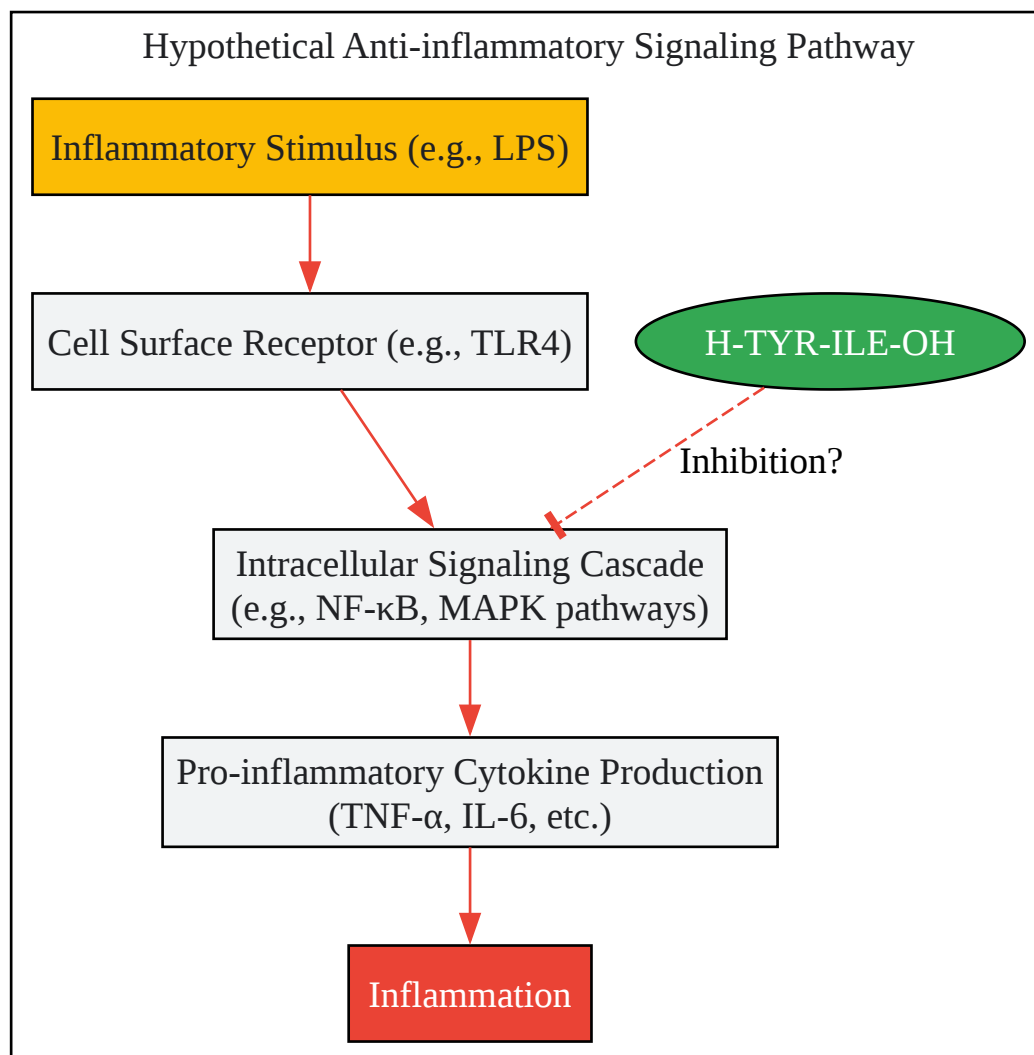 Hypothetical Anti-inflammatory Signaling Pathway
Inflammatory Stimulus (e.g., LPS)
Cell Surface Receptor (e.g., TLR4)
H-TYR-ILE-OH
Inhibition?
Intracellular Signaling Cascade
(e.g., NF-κB, MAPK pathways)
Pro-inflammatory Cytokine Production
(TNF-α, IL-6, etc.)
Inflammation